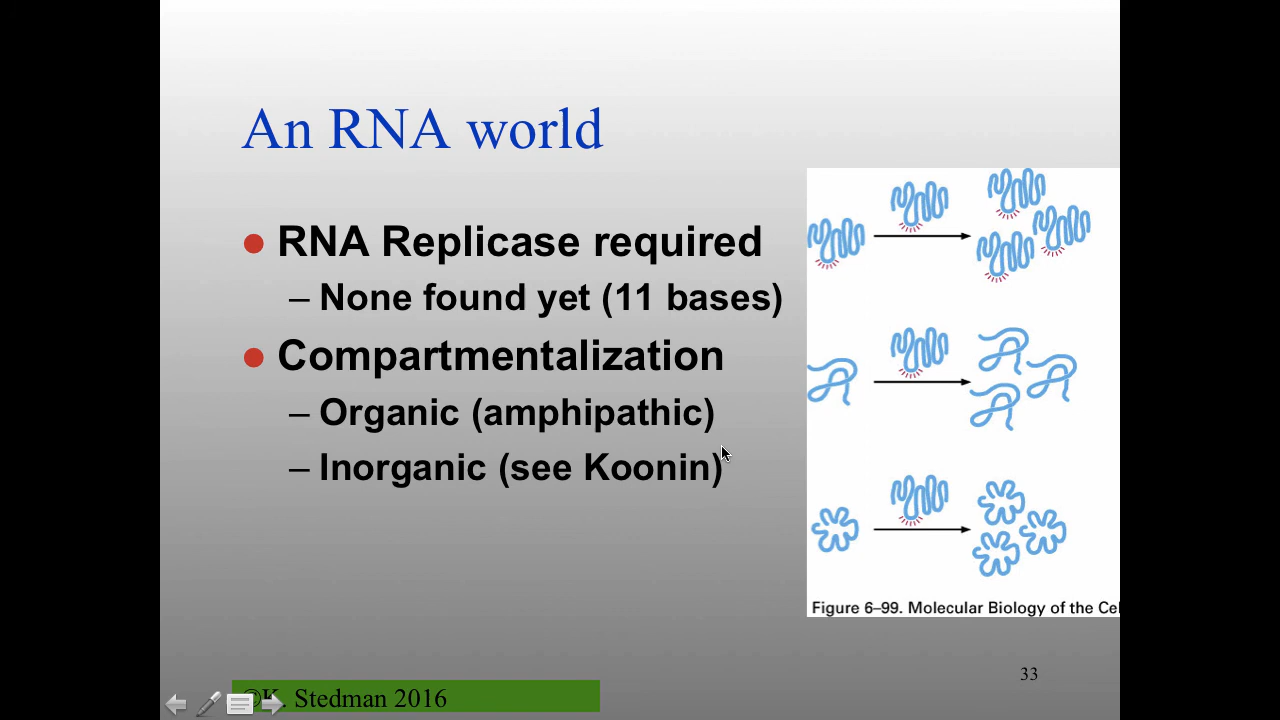 An RNA world
● RNA Replicase required
– None found yet (11 bases)
● Compartmentalization
– Organic (amphipathic)
– Inorganic (see Koonin)
Figure 6–99. Molecular Biology of the Cel
33
©K. Stedman 2016